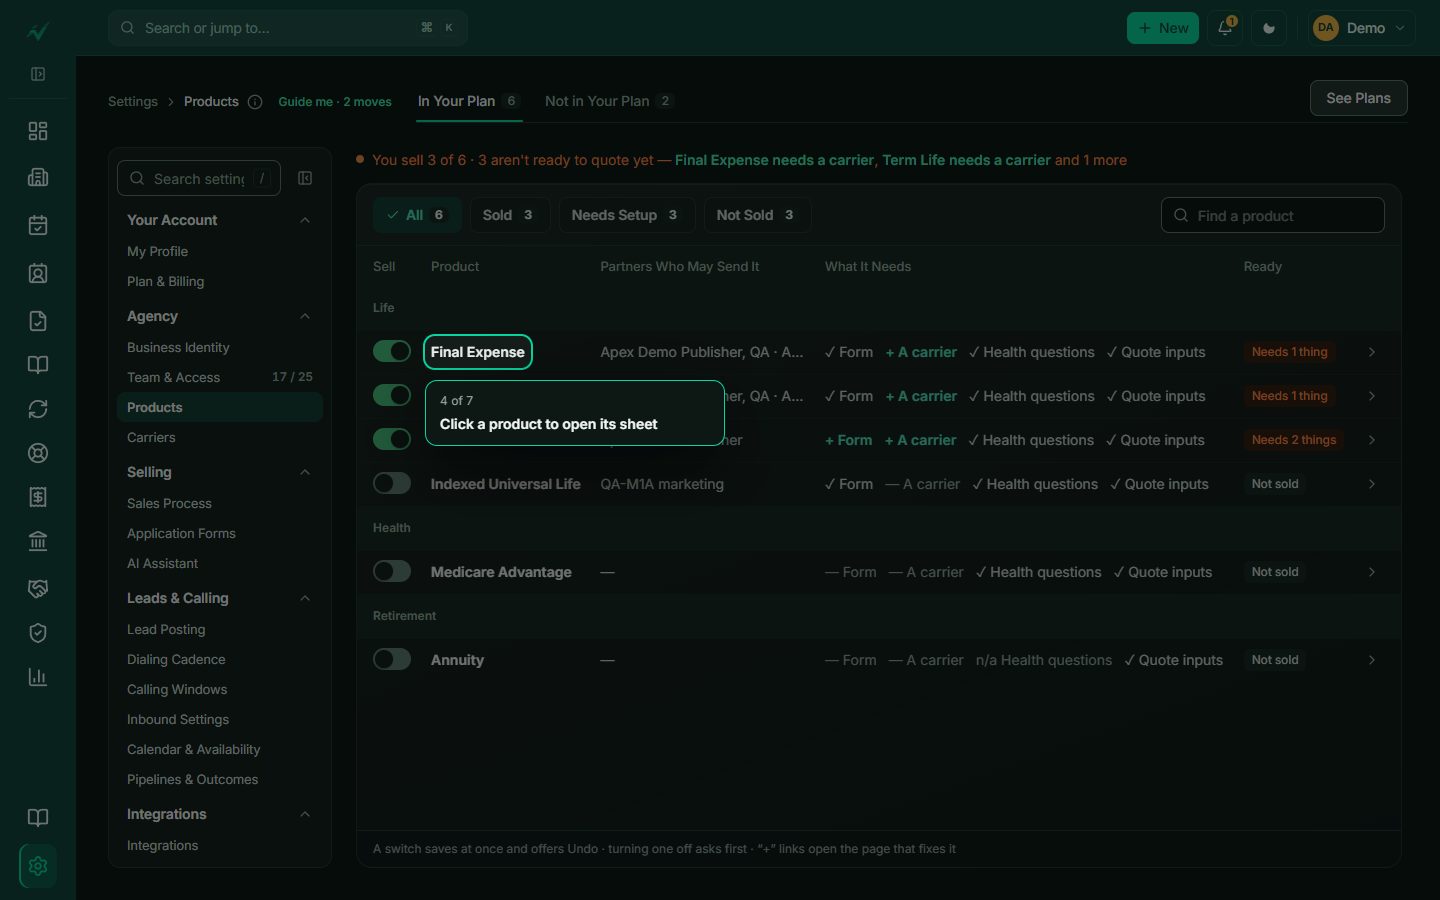 Search or jump to...
⌘ K
New
1
DA
Demo
Settings
Products
Guide me · 2 moves
In Your Plan 6
Not in Your Plan 2
See Plans
Search setting /
Your Account
My Profile
Plan & Billing
Agency
Business Identity
Team & Access 17 / 25
Products
Carriers
Selling
Sales Process
Application Forms
AI Assistant
Leads & Calling
Lead Posting
Dialing Cadence
Calling Windows
Inbound Settings
Calendar & Availability
Pipelines & Outcomes
Integrations
Integrations
You sell 3 of 6 · 3 aren't ready to quote yet — Final Expense needs a carrier, Term Life needs a carrier and 1 more
✓ All 6
Sold 3
Needs Setup 3
Not Sold 3
Find a product
Sell Product Partners Who May Send It What It Needs Ready
Life
Final Expense Apex Demo Publisher, QA · A... ✓ Form + A carrier ✓ Health questions ✓ Quote inputs Needs 1 thing
4 of 7
Click a product to open its sheet
QA · A... ✓ Form + A carrier ✓ Health questions ✓ Quote inputs Needs 1 thing
+ Form + A carrier ✓ Health questions ✓ Quote inputs Needs 2 things
Indexed Universal Life QA-M1A marketing ✓ Form — A carrier ✓ Health questions ✓ Quote inputs Not sold
Health
Medicare Advantage — — Form — A carrier ✓ Health questions ✓ Quote inputs Not sold
Retirement
Annuity — — Form — A carrier n/a Health questions ✓ Quote inputs Not sold
A switch saves at once and offers Undo · turning one off asks first · “+” links open the page that fixes it